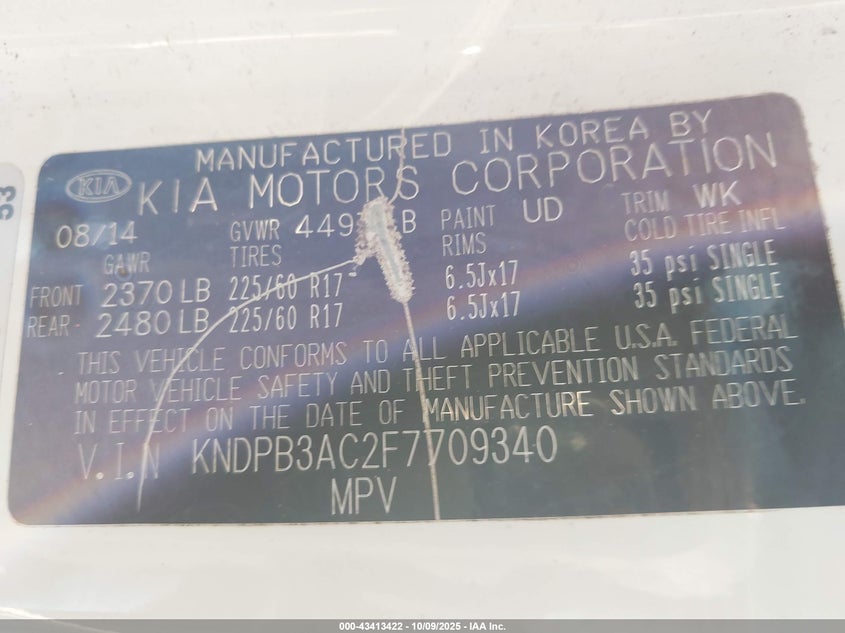 MANUFACTURED IN KOREA BY
KIA KIA MOTORS CORPORATION
08/14 GVWR PAINT UD TRIM WK
GAWR TIRES RIMS COLD TIRE INFL
FRONT 2370 LB 225/60 R17 6.5Jx17 35 psi SINGLE
REAR 2480 LB 225/60 R17 6.5Jx17 35 psi SINGLE
THIS VEHICLE CONFORMS TO ALL APPLICABLE U.S.A. FEDERAL
MOTOR VEHICLE SAFETY AND THEFT PREVENTION STANDARDS
IN EFFECT ON THE DATE OF MANUFACTURE SHOWN ABOVE.
V.I.N KNDPB3AC2F7709340
MPV
53
000-43413422 - 10/09/2025 - IAA Inc.